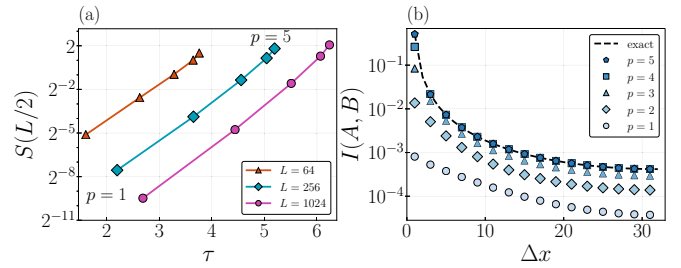 (a)
S(L/2)
2
2⁻²
2⁻⁵
2⁻⁸
2⁻¹¹
p = 5
p = 1
L = 64
L = 256
L = 1024
2 3 4 5 6
τ
(b)
I(A, B)
10⁻¹
10⁻²
10⁻³
10⁻⁴
exact
p = 5
p = 4
p = 3
p = 2
p = 1
0 10 20 30
Δx